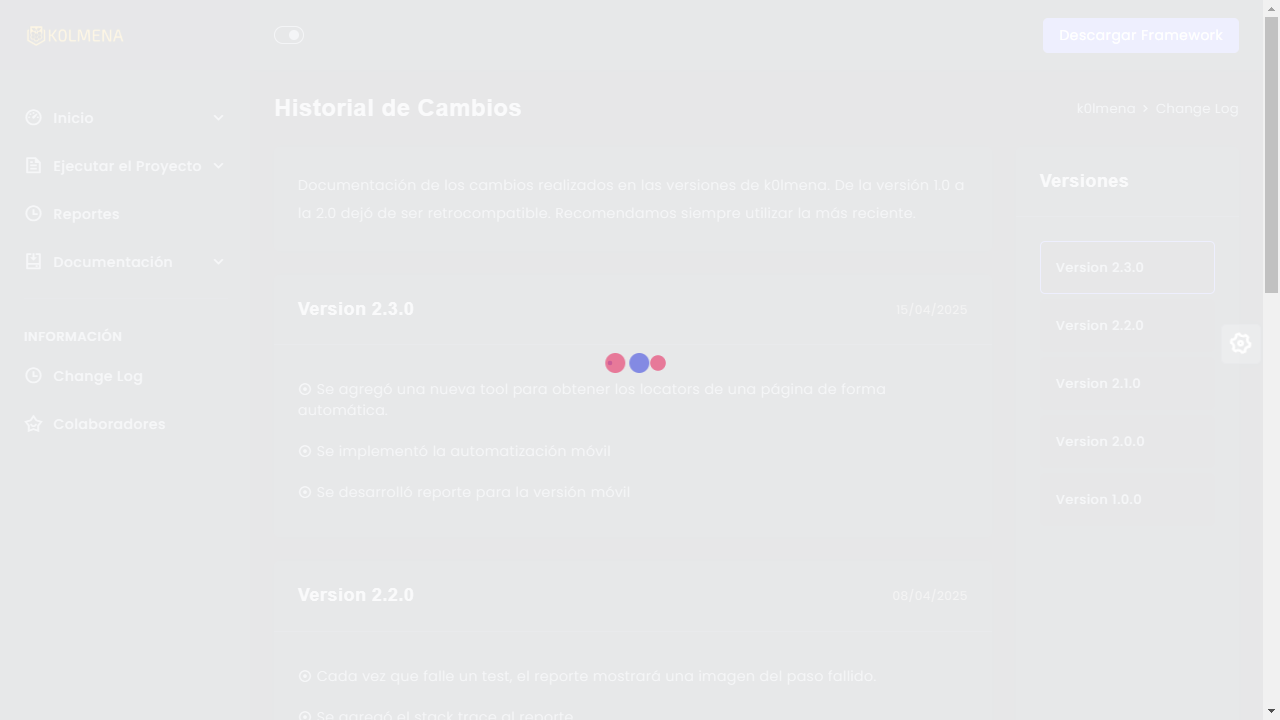 K0LMENA
Descargar Framework
Inicio
Ejecutar el Proyecto
Reportes
Documentación
INFORMACIÓN
Change Log
Colaboradores
Historial de Cambios
k0lmena > Change Log
Documentación de los cambios realizados en las versiones de k0lmena. De la versión 1.0 a
la 2.0 dejó de ser retrocompatible. Recomendamos siempre utilizar la más reciente.
Version 2.3.0
15/04/2025
Se agregó una nueva tool para obtener los locators de una página de forma
automática.
Se implementó la automatización móvil
Se desarrolló reporte para la versión móvil
Version 2.2.0
08/04/2025
Cada vez que falle un test, el reporte mostrará una imagen del paso fallido.
Se agregó el stack trace al reporte
Versiones
Version 2.3.0
Version 2.2.0
Version 2.1.0
Version 2.0.0
Version 1.0.0